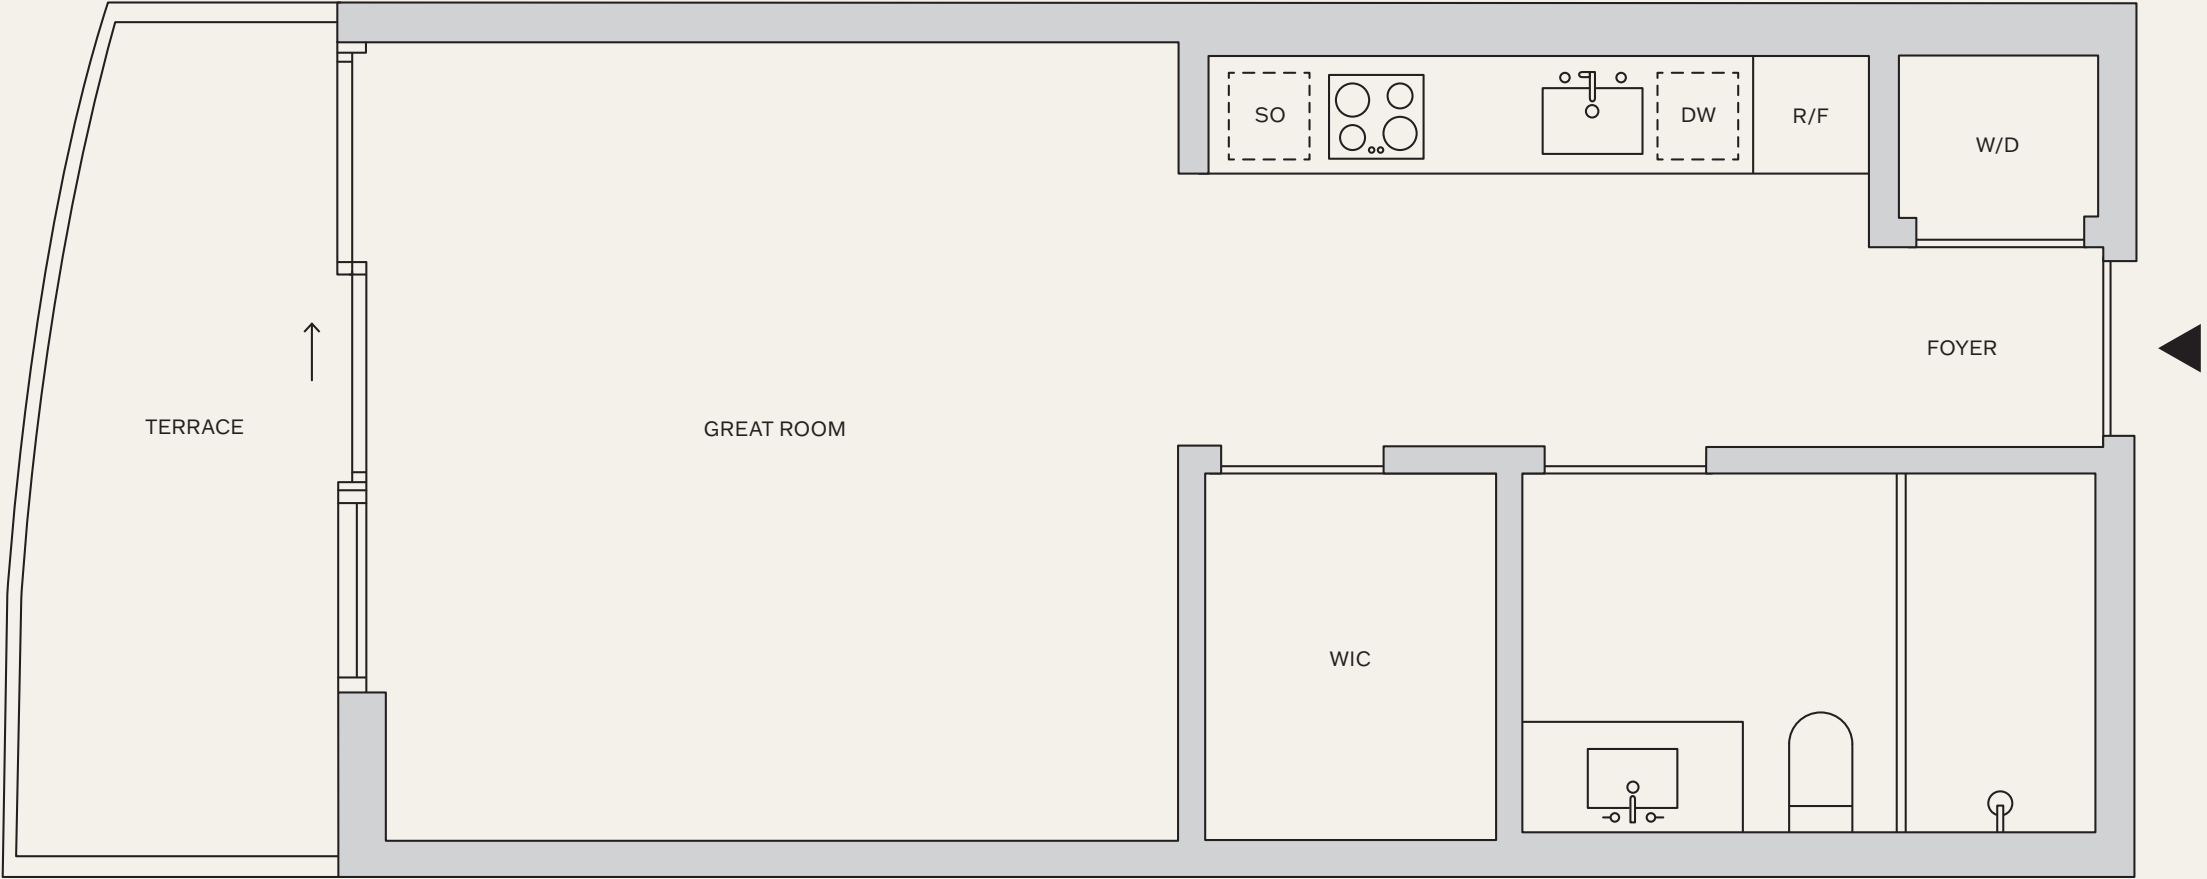 SO
DW
R/F
W/D
FOYER
TERRACE
GREAT ROOM
WIC